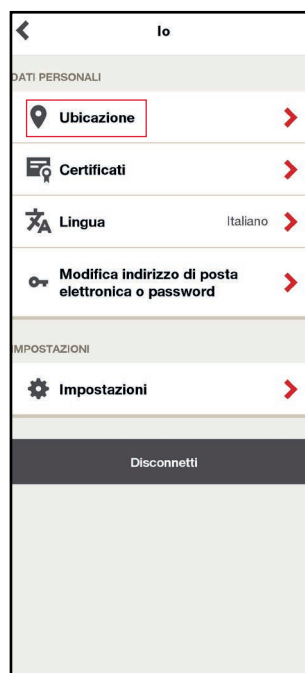 Io
DATI PERSONALI
Ubicazione
Certificati
Lingua Italiano
Modifica indirizzo di posta
elettronica o password
IMPOSTAZIONI
Impostazioni
Disconnetti